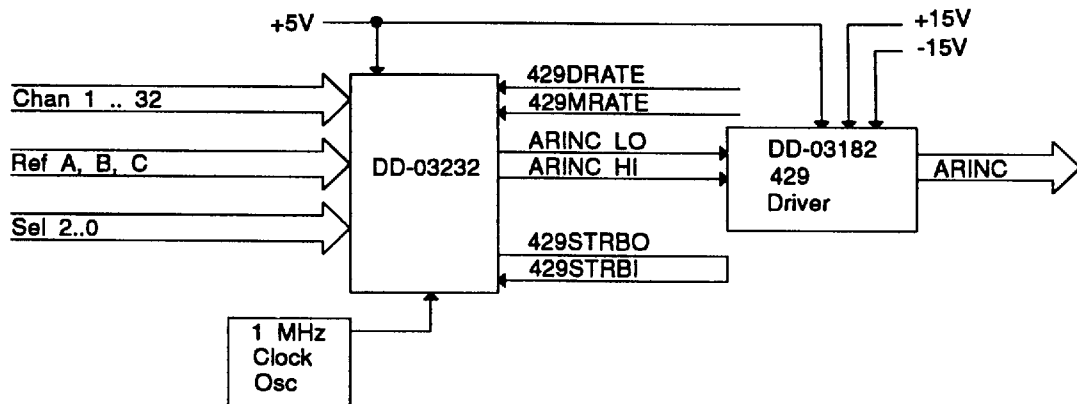 +5V
+15V
-15V
Chan 1 .. 32
Ref A, B, C
Sel 2..0
DD-03232
429DRATE
429MRATE
ARINC LO
ARINC HI
429STRBO
429STRBI
DD-03182
429
Driver
ARINC
1 MHz
Clock
Osc